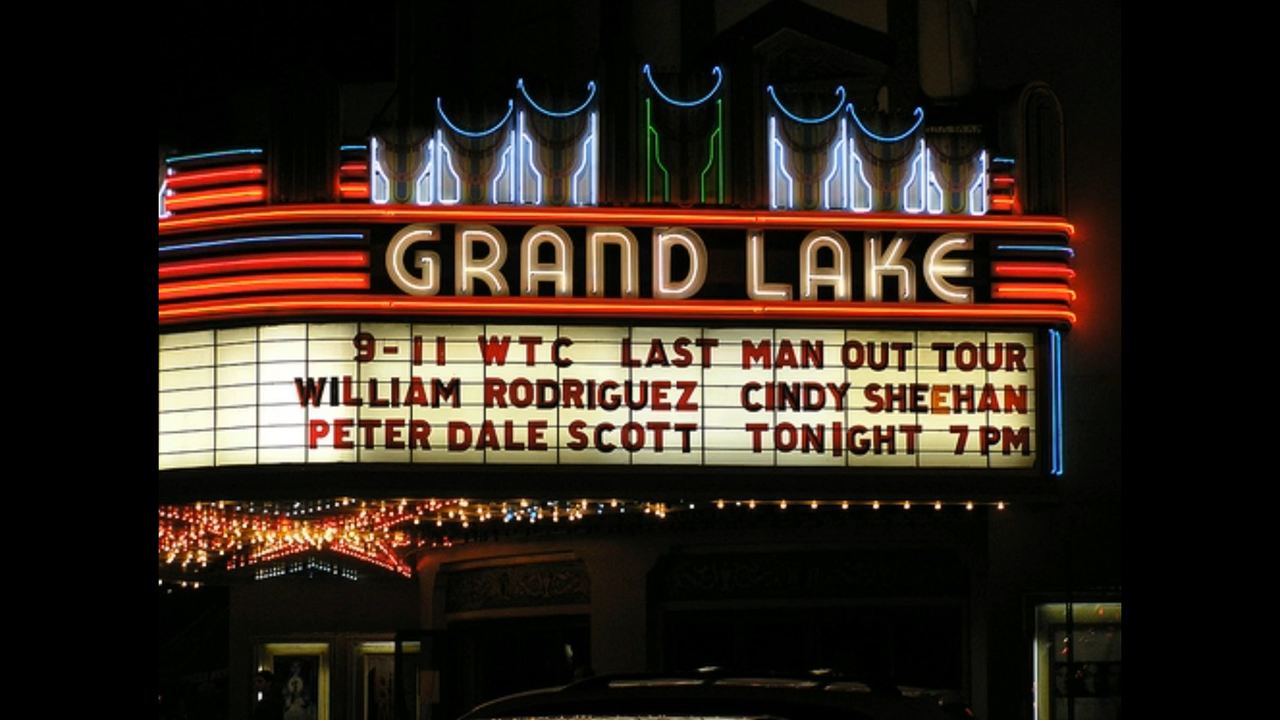 GRAND LAKE
9-11 WTC LAST MAN OUT TOUR
WILLIAM RODRIGUEZ CINDY SHEEHAN
PETER DALE SCOTT TONIGHT 7PM